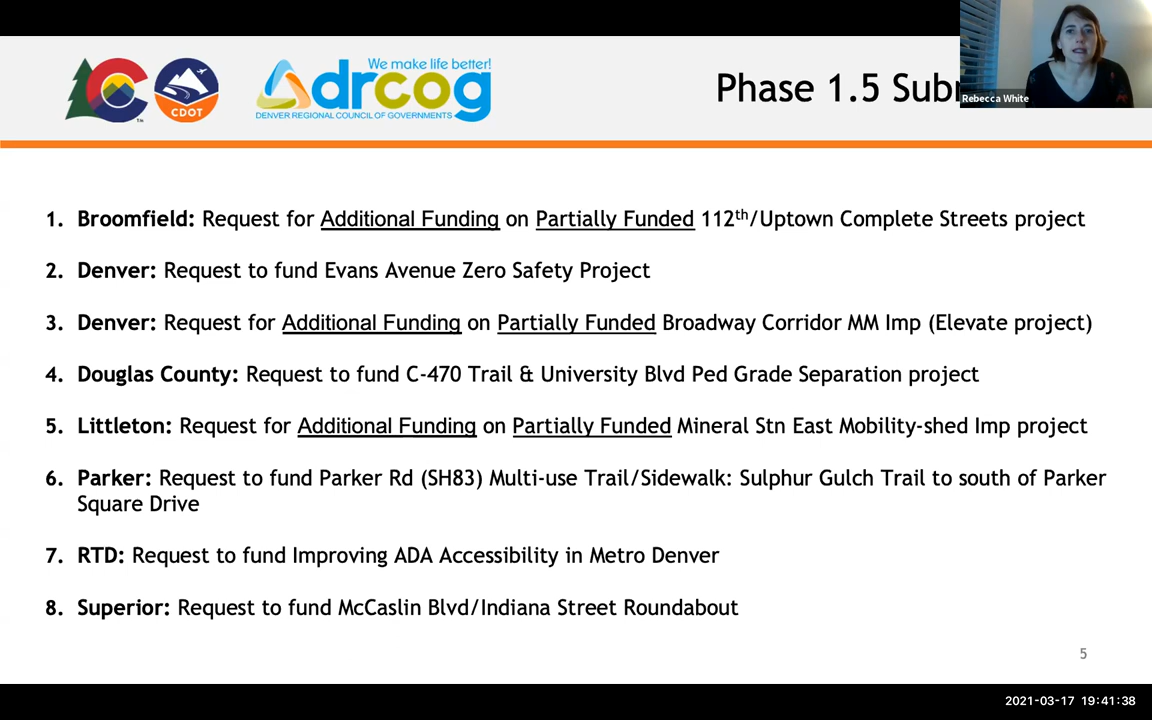 We make life better!
drcog
DENVER REGIONAL COUNCIL OF GOVERNMENTS
CDOT
TM
Phase 1.5
Rebecca White
1. Broomfield: Request for Additional Funding on Partially Funded 112th/Uptown Complete Streets project
2. Denver: Request to fund Evans Avenue Zero Safety Project
3. Denver: Request for Additional Funding on Partially Funded Broadway Corridor MM Imp (Elevate project)
4. Douglas County: Request to fund C-470 Trail & University Blvd Ped Grade Separation project
5. Littleton: Request for Additional Funding on Partially Funded Mineral Stn East Mobility-shed Imp project
6. Parker: Request to fund Parker Rd (SH83) Multi-use Trail/Sidewalk: Sulphur Gulch Trail to south of Parker
Square Drive
7. RTD: Request to fund Improving ADA Accessibility in Metro Denver
8. Superior: Request to fund McCaslin Blvd/Indiana Street Roundabout
5
2021-03-17 19:41:38